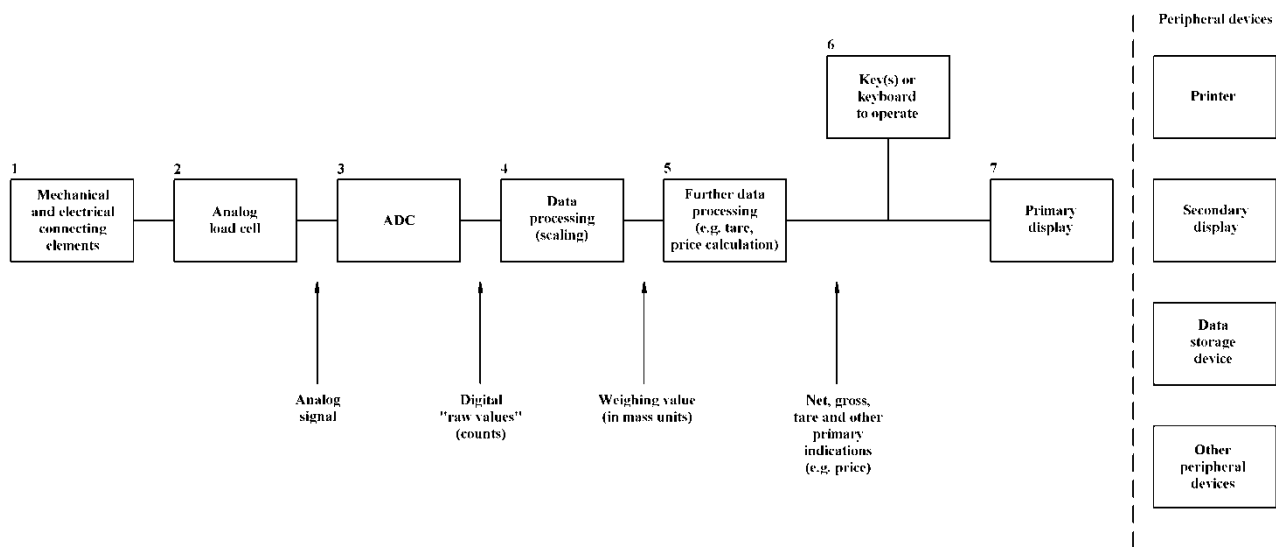 Peripheral devices
6
Key(s) or
keyboard
to operate
Printer
1
Mechanical
and electrical
connecting
elements
2
Analog
load cell
3
ADC
4
Data
processing
(scaling)
5
Further data
processing
(e.g. tare,
price calculation)
7
Primary
display
Secondary
display
Analog
signal
Digital
"raw values"
(counts)
Weighing value
(in mass units)
Net, gross,
tare and other
primary
indications
(e.g. price)
Data
storage
device
Other
peripheral
devices